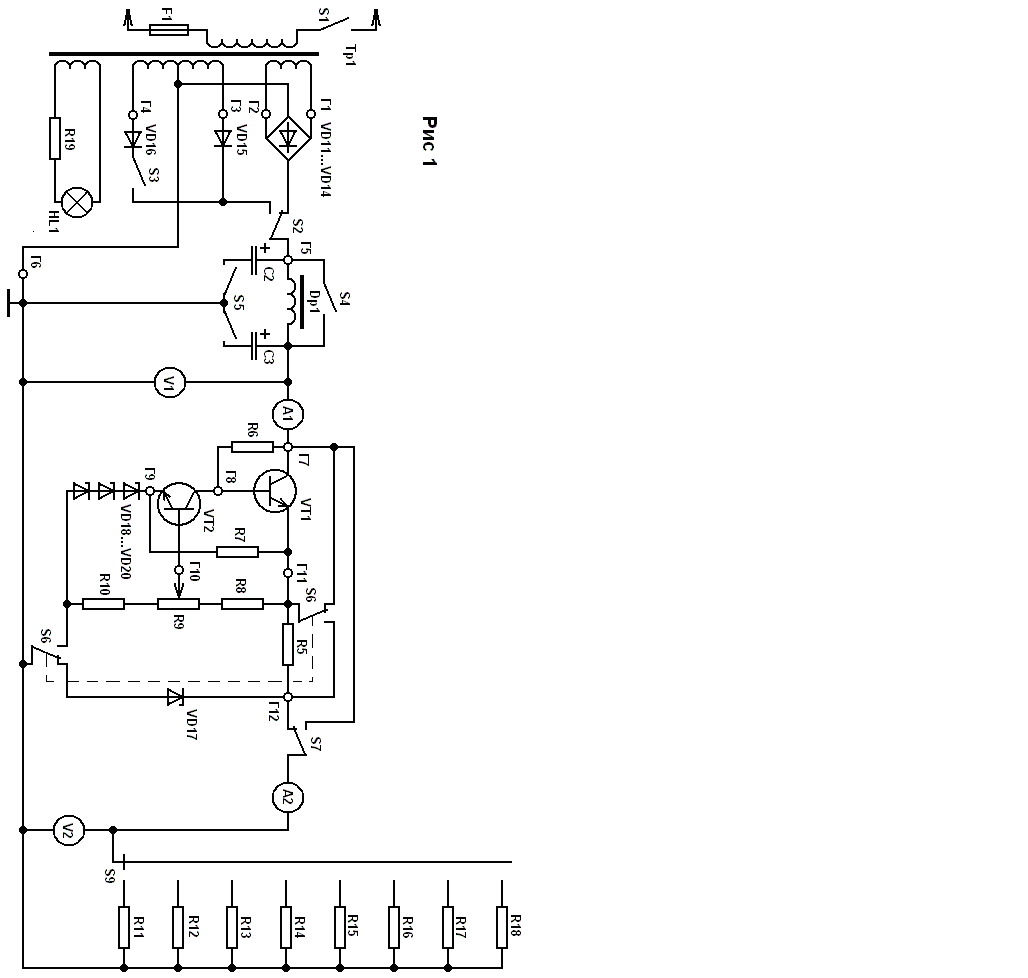 Рис 1
F1
S1
Тр1
Г4
VD16
S3
Г3
VD15
Г2
Г1
VD11...VD14
R19
HL1
S2
Г5
Г6
C2
+
S5
Др1
S4
C3
+
V1
A1
R6
Г7
Г9
Г8
VT1
VT2
VD18...VD20
R7
Г10
Г11
S6
R10
R9
R8
R5
S6
VD17
Г12
S7
A2
V2
S9
R11
R12
R13
R14
R15
R16
R17
R18